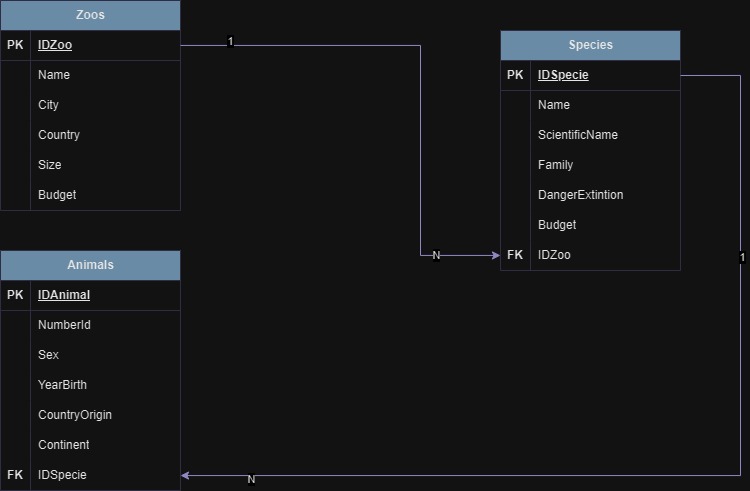 Zoos
PK IDZoo
Name
City
Country
Size
Budget
1
Species
PK IDSpecie
Name
ScientificName
Family
DangerExtintion
Budget
FK IDZoo
N
1
Animals
PK IDAnimal
NumberId
Sex
YearBirth
CountryOrigin
Continent
FK IDSpecie
N